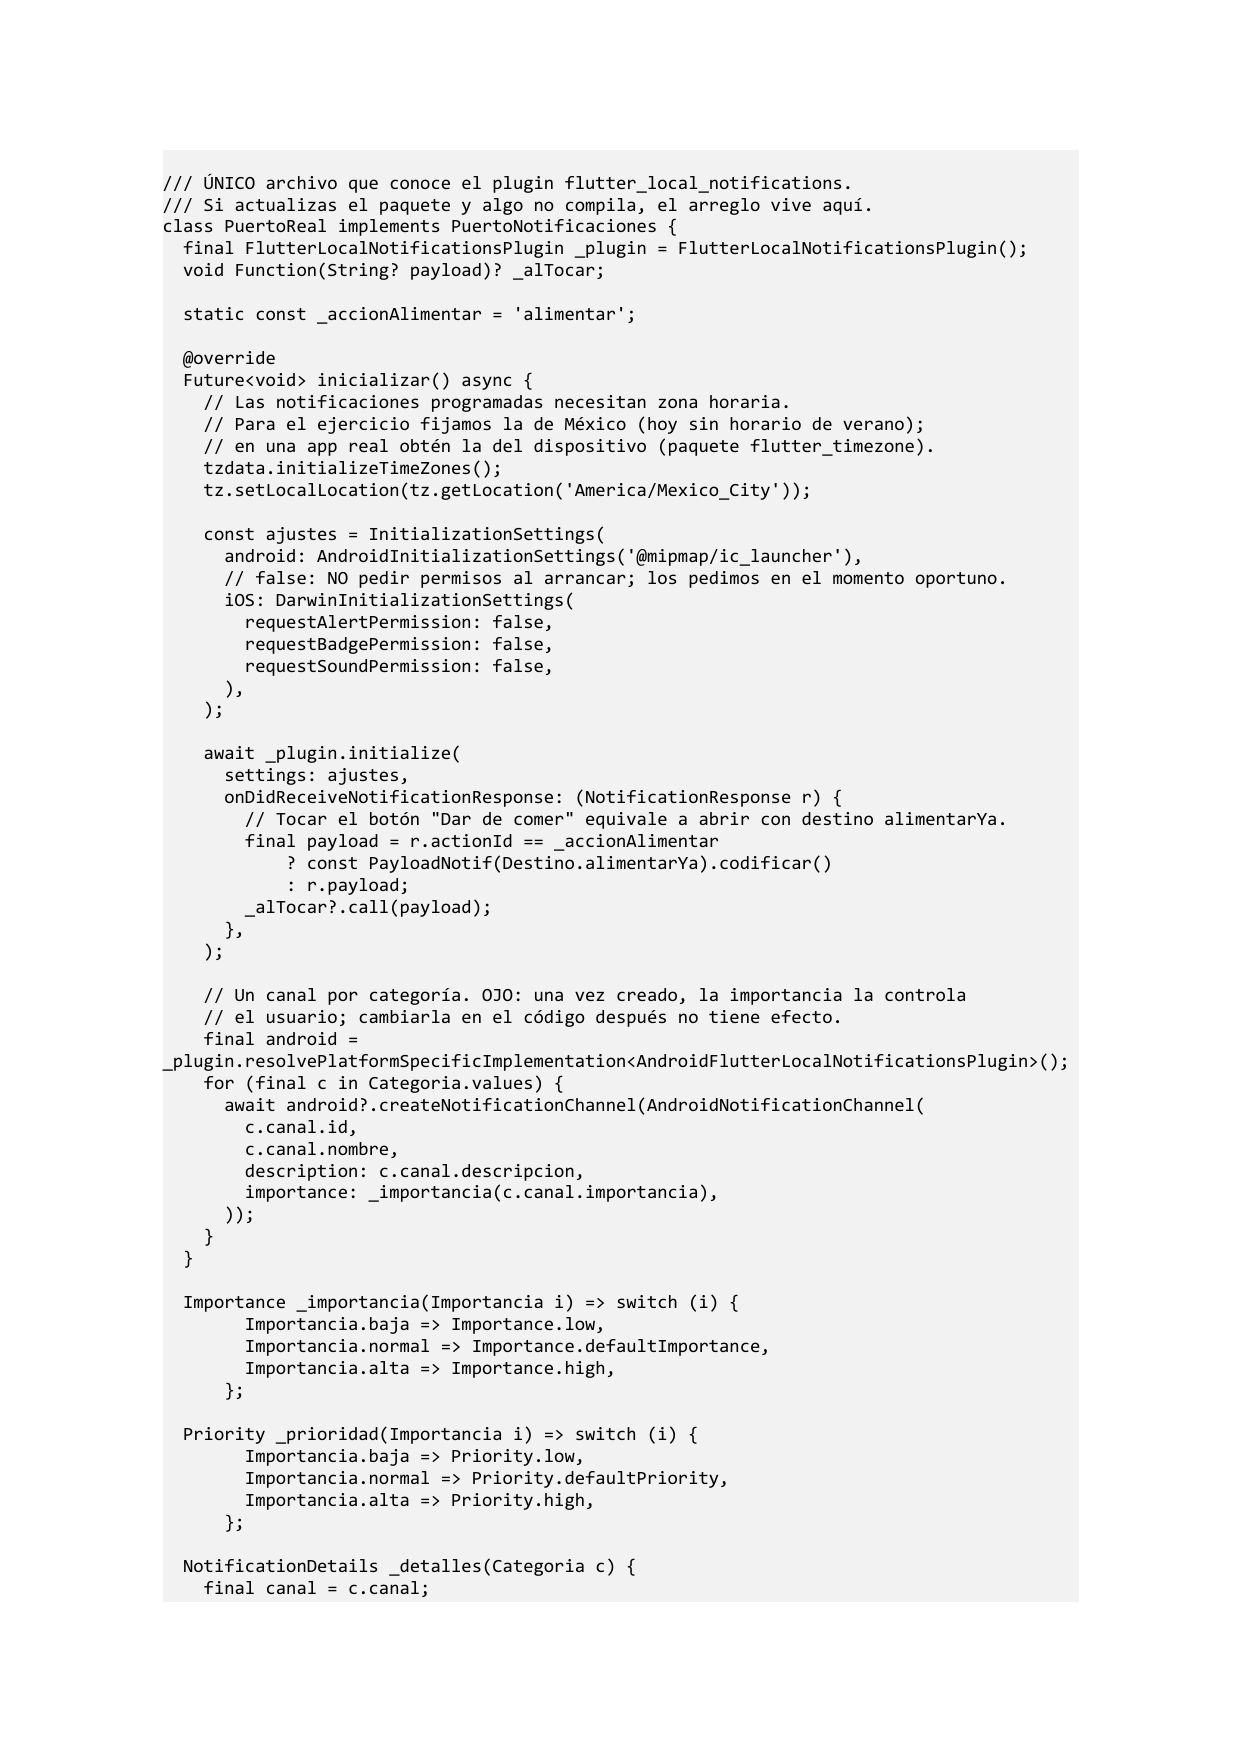 /// ÚNICO archivo que conoce el plugin flutter_local_notifications.
/// Si actualizas el paquete y algo no compila, el arreglo vive aquí.
class PuertoReal implements PuertoNotificaciones {
  final FlutterLocalNotificationsPlugin _plugin = FlutterLocalNotificationsPlugin();
  void Function(String? payload)? _alTocar;

  static const _accionAlimentar = 'alimentar';

  @override
  Future<void> inicializar() async {
    // Las notificaciones programadas necesitan zona horaria.
    // Para el ejercicio fijamos la de México (hoy sin horario de verano);
    // en una app real obtén la del dispositivo (paquete flutter_timezone).
    tzdata.initializeTimeZones();
    tz.setLocalLocation(tz.getLocation('America/Mexico_City'));

    const ajustes = InitializationSettings(
      android: AndroidInitializationSettings('@mipmap/ic_launcher'),
      // false: NO pedir permisos al arrancar; los pedimos en el momento oportuno.
      iOS: DarwinInitializationSettings(
        requestAlertPermission: false,
        requestBadgePermission: false,
        requestSoundPermission: false,
      ),
    );

    await _plugin.initialize(
      settings: ajustes,
      onDidReceiveNotificationResponse: (NotificationResponse r) {
        // Tocar el botón "Dar de comer" equivale a abrir con destino alimentarYa.
        final payload = r.actionId == _accionAlimentar
            ? const PayloadNotif(Destino.alimentarYa).codificar()
            : r.payload;
        _alTocar?.call(payload);
      },
    );

    // Un canal por categoría. OJO: una vez creado, la importancia la controla
    // el usuario; cambiarla en el código después no tiene efecto.
    final android =
_plugin.resolvePlatformSpecificImplementation<AndroidFlutterLocalNotificationsPlugin>();
    for (final c in Categoria.values) {
      await android?.createNotificationChannel(AndroidNotificationChannel(
        c.canal.id,
        c.canal.nombre,
        description: c.canal.descripcion,
        importance: _importancia(c.canal.importancia),
      ));
    }
  }

  Importance _importancia(Importancia i) => switch (i) {
        Importancia.baja => Importance.low,
        Importancia.normal => Importance.defaultImportance,
        Importancia.alta => Importance.high,
      };

  Priority _prioridad(Importancia i) => switch (i) {
        Importancia.baja => Priority.low,
        Importancia.normal => Priority.defaultPriority,
        Importancia.alta => Priority.high,
      };

  NotificationDetails _detalles(Categoria c) {
    final canal = c.canal;